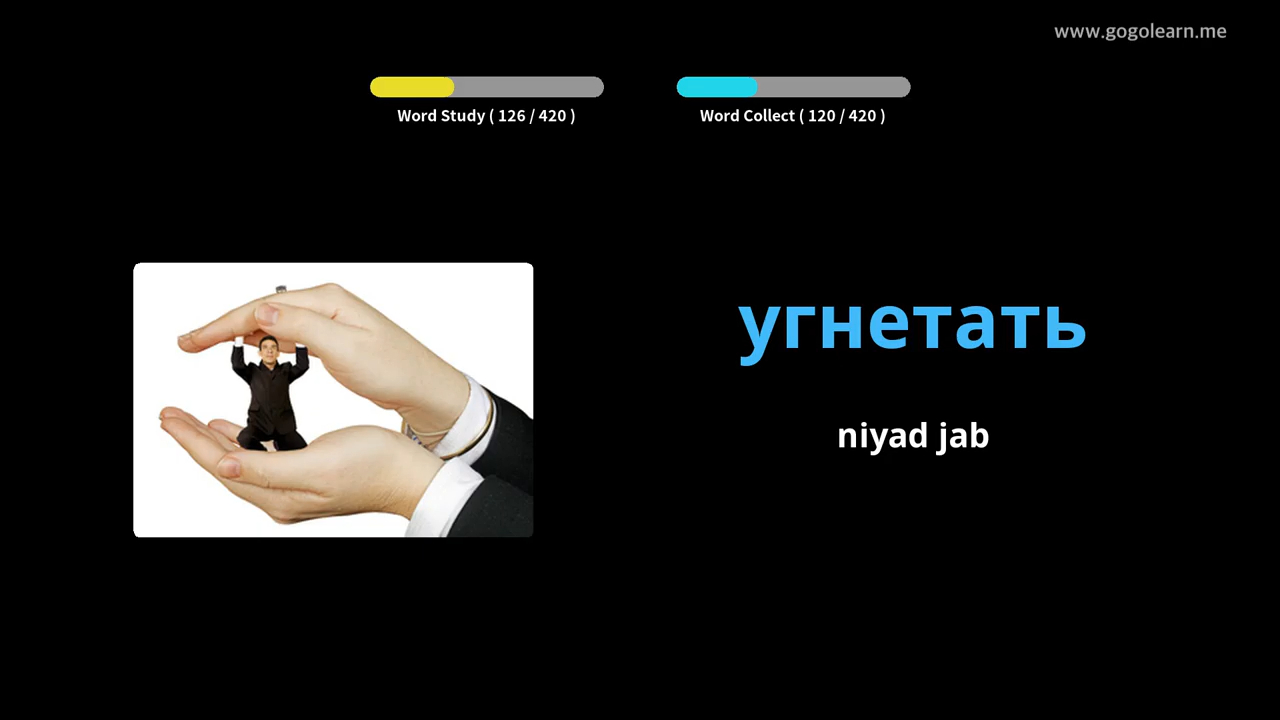 www.gogolearn.me
Word Study ( 126 / 420 )
Word Collect ( 120 / 420 )
угнетать
niyad jab